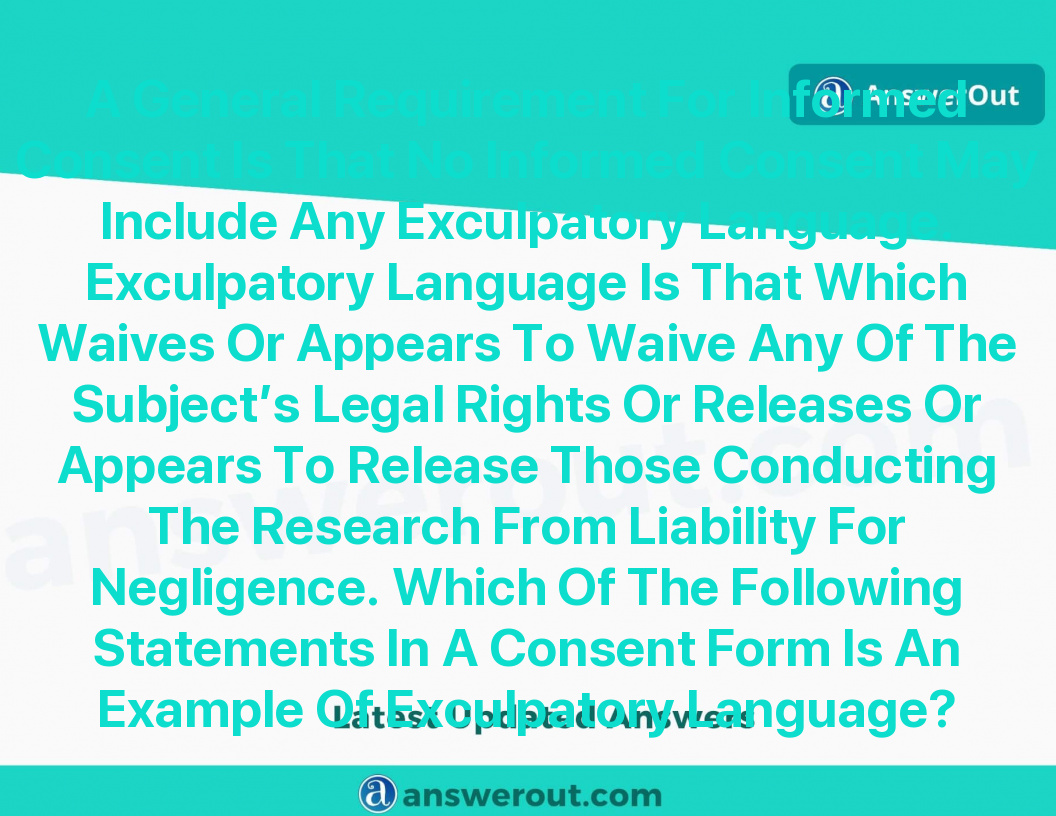 A General Requirement For Informed
AnswerOut
Consent Is That No Informed Consent May
Include Any Exculpatory Language.
Exculpatory Language Is That Which
Waives Or Appears To Waive Any Of The
Subject’s Legal Rights Or Releases Or
Appears To Release Those Conducting
The Research From Liability For
Negligence. Which Of The Following
Statements In A Consent Form Is An
Example Of Exculpatory Language?
answerout.com
Latest Updated Answers
a answerout.com